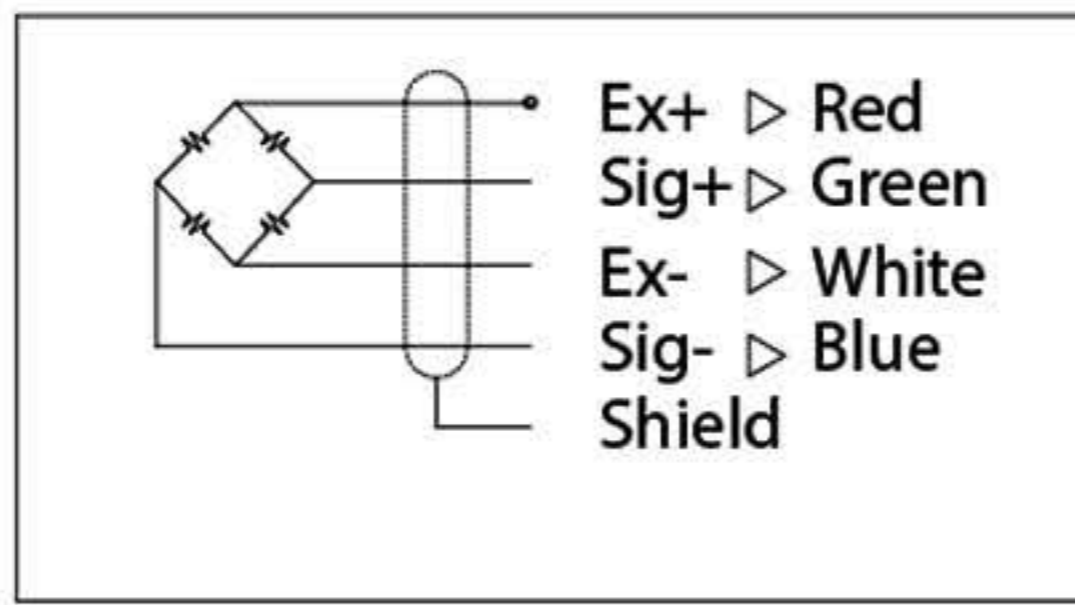 Ex+ ▷ Red
Sig+ ▷ Green
Ex- ▷ White
Sig- ▷ Blue
Shield